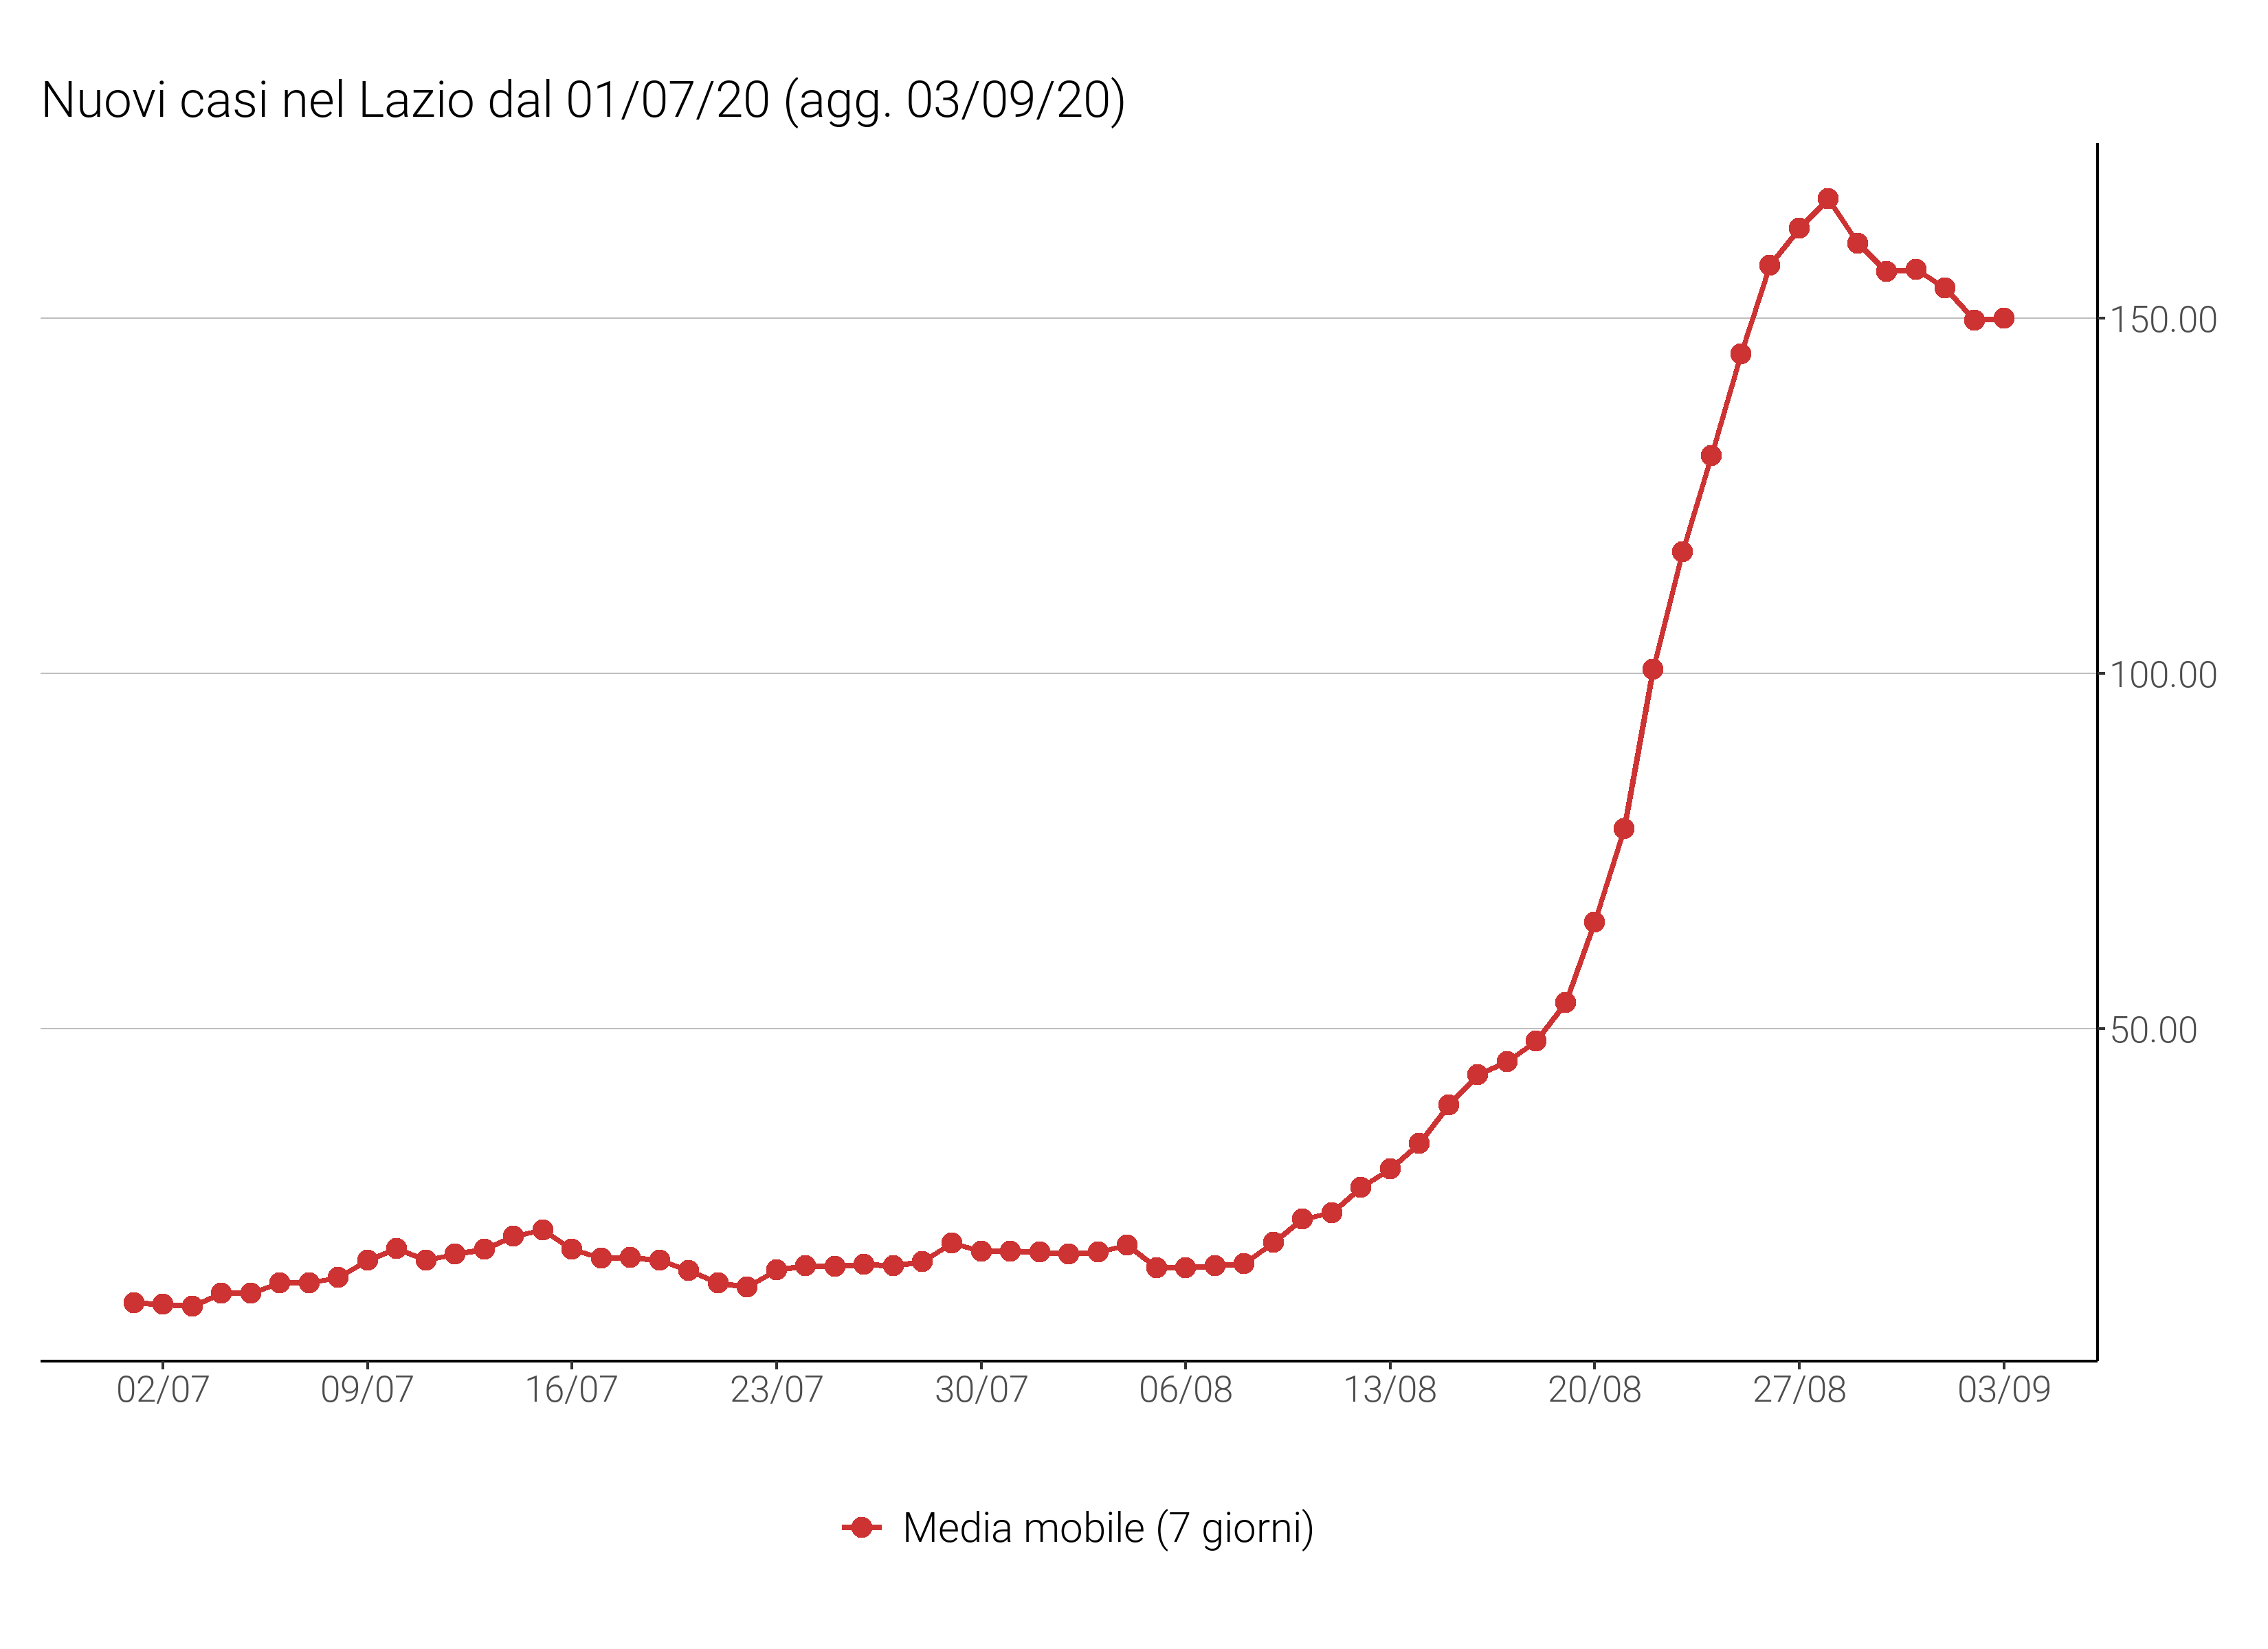 Nuovi casi nel Lazio dal 01/07/20 (agg. 03/09/20)
150.00
100.00
50.00
02/07 09/07 16/07 23/07 30/07 06/08 13/08 20/08 27/08 03/09
Media mobile (7 giorni)